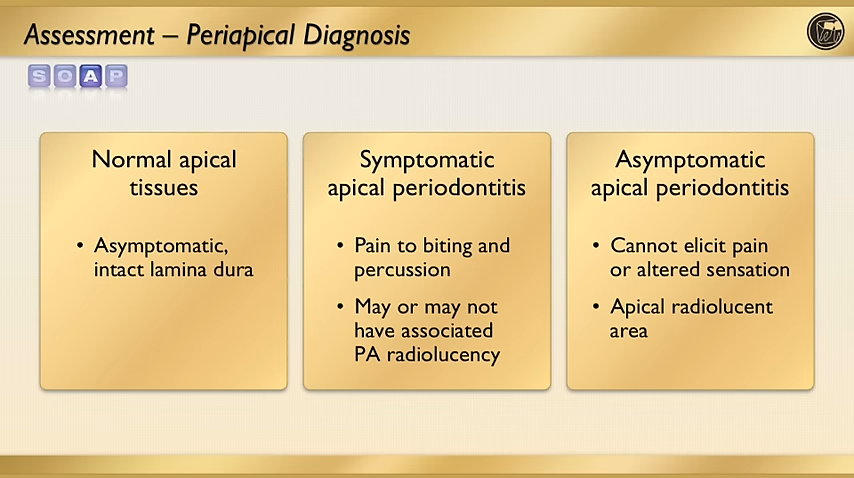 Assessment – Periapical Diagnosis
S O A P
Normal apical
tissues
• Asymptomatic,
intact lamina dura
Symptomatic
apical periodontitis
• Pain to biting and
percussion
• May or may not
have associated
PA radiolucency
Asymptomatic
apical periodontitis
• Cannot elicit pain
or altered sensation
• Apical radiolucent
area